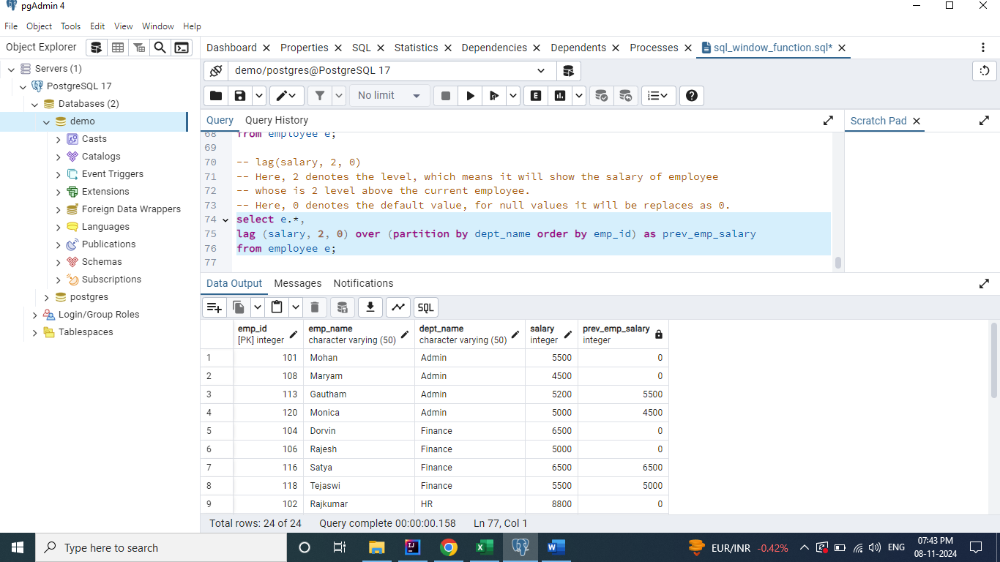 pgAdmin 4
File Object Tools Edit View Window Help
Object Explorer
Dashboard Properties SQL Statistics Dependencies Dependents Processes sql_window_function.sql*
Servers (1)
PostgreSQL 17
Databases (2)
demo
Casts
Catalogs
Event Triggers
Extensions
Foreign Data Wrappers
Languages
Publications
Schemas
Subscriptions
postgres
Login/Group Roles
Tablespaces
demo/postgres@PostgreSQL 17
No limit
E
Query Query History
Scratch Pad
68 from employee e;
69
70 -- lag(salary, 2, 0)
71 -- Here, 2 denotes the level, which means it will show the salary of employee
72 -- whose is 2 level above the current employee.
73 -- Here, 0 denotes the default value, for null values it will be replaces as 0.
74 select e.*,
75 lag (salary, 2, 0) over (partition by dept_name order by emp_id) as prev_emp_salary
76 from employee e;
77
Data Output Messages Notifications
SQL
emp_id emp_name dept_name salary prev_emp_salary
[PK] integer character varying (50) character varying (50) integer integer
1 101 Mohan Admin 5500 0
2 108 Maryam Admin 4500 0
3 113 Gautham Admin 5200 5500
4 120 Monica Admin 5000 4500
5 104 Dorvin Finance 6500 0
6 106 Rajesh Finance 5000 0
7 116 Satya Finance 6500 6500
8 118 Tejaswi Finance 5500 5000
9 102 Rajkumar HR 8800 0
Total rows: 24 of 24 Query complete 00:00:00.158 Ln 77, Col 1
Type here to search
EUR/INR -0.42%
ENG
07:43 PM
08-11-2024